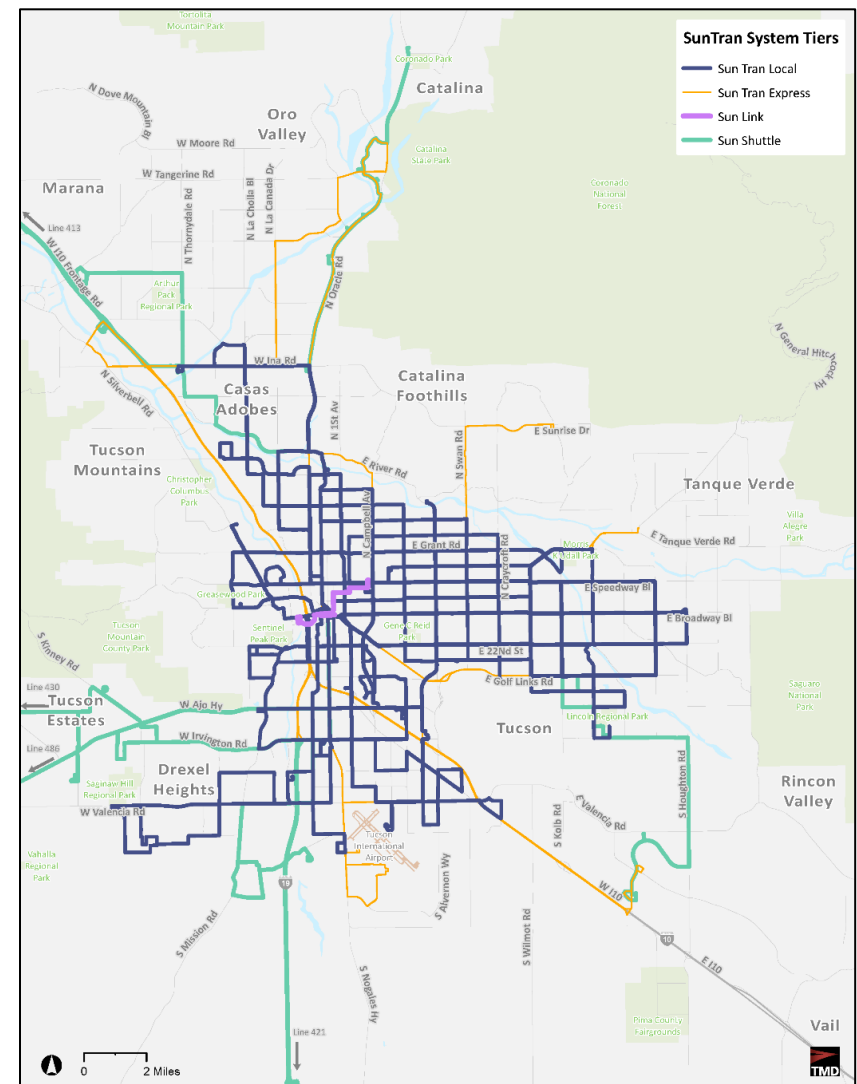 Tortolita
Mountain Park
SunTran System Tiers
Sun Tran Local
Sun Tran Express
Sun Link
Sun Shuttle
Coronado Park
Catalina
N Dove Mountain Bl
Oro
Valley
W Moore Rd
Catalina
State Park
W Tangerine Rd
Marana
Coronado
National
Forest
N Thornydale Rd
N La Cholla Bl
N La Canada Dr
Line 413
W I10 Frontage Rd
N Oracle Rd
Arthur
Pack
Regional Park
N General Hitchcock Hy
W Ina Rd
N Silverbell Rd
Casas
Adobes
Catalina
Foothills
N 1St Av
E Sunrise Dr
N Swan Rd
Tucson
Mountains
E River Rd
Christopher
Columbus
Park
Tanque Verde
Villa
Alegre
Park
N Campbell Av
E Grant Rd
N Craycroft Rd
Morris
K Udall Park
E Tanque Verde Rd
Greasewood Park
E Speedway Bl
Tucson
Mountain
County Park
Sentinel
Peak Park
Gene C Reid
Park
E Broadway Bl
S Kinney Rd
E 22Nd St
E Golf Links Rd
Saguaro
National
Park
Line 430
Tucson
Estates
W Ajo Hy
Lincoln Regional Park
Tucson
Line 486
W Irvington Rd
Drexel
Heights
Saginaw Hill
Regional Park
S Houghton Rd
Rincon
Valley
W Valencia Rd
E Valencia Rd
S Kolb Rd
Tucson
International
Airport
Valhalla
Regional
Park
19
S Alvernon Wy
W I10
S Mission Rd
S Wilmot Rd
10
E I10
S Nogales Hy
Pima County
Fairgrounds
Line 421
Vail
0
2 Miles
TMD